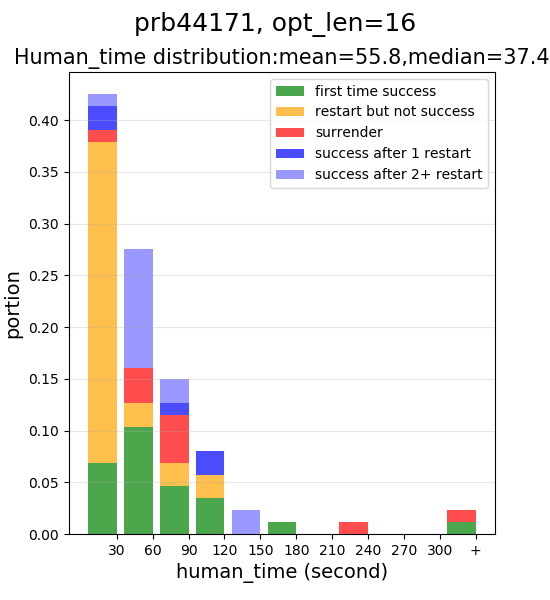 prb44171, opt_len=16
Human_time distribution:mean=55.8,median=37.4
first time success
restart but not success
surrender
success after 1 restart
success after 2+ restart
0.40
0.35
0.30
0.25
0.20
0.15
0.10
0.05
0.00
portion
30 60 90 120 150 180 210 240 270 300 +
human_time (second)